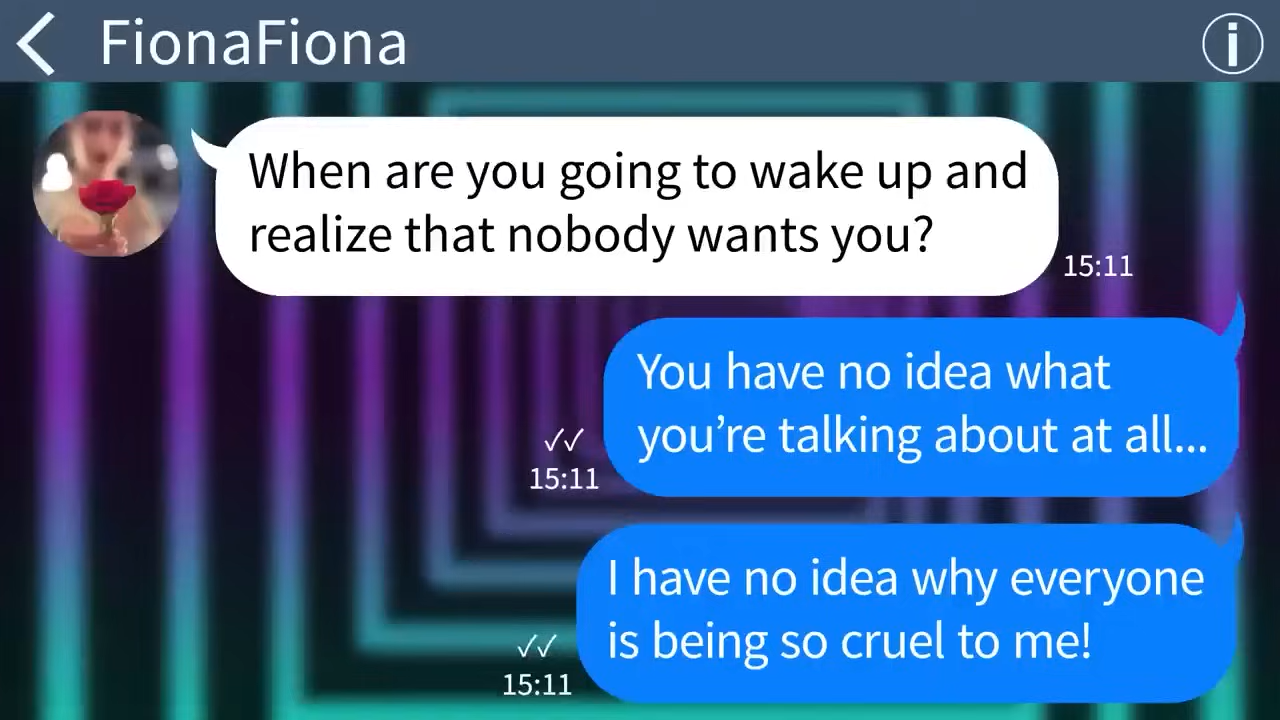 FionaFiona
When are you going to wake up and
realize that nobody wants you?
15:11
You have no idea what
you’re talking about at all...
15:11
I have no idea why everyone
is being so cruel to me!
15:11